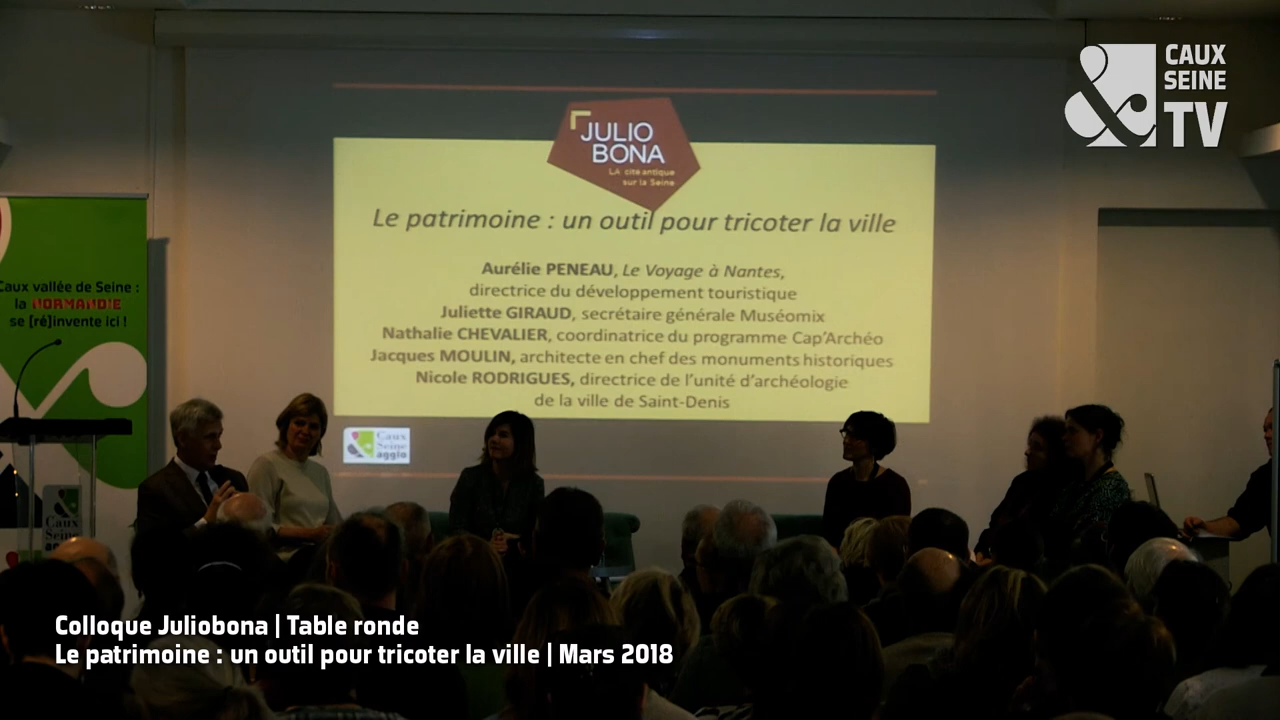 CAUX
SEINE
TV
JULIO
BONA
LA cité antique
sur la Seine
Le patrimoine : un outil pour tricoter la ville
Aurélie PENEAU, Le Voyage à Nantes,
directrice du développement touristique
Juliette GIRAUD, secrétaire générale Muséomix
Nathalie CHEVALIER, coordinatrice du programme Cap'Archéo
Jacques MOULIN, architecte en chef des monuments historiques
Nicole RODRIGUES, directrice de l'unité d'archéologie
de la ville de Saint-Denis
Caux vallée de Seine :
la NORMANDIE
se [ré]invente ici !
Caux
Seine
agglo
Caux
Seine
Colloque Juliobona | Table ronde
Le patrimoine : un outil pour tricoter la ville | Mars 2018